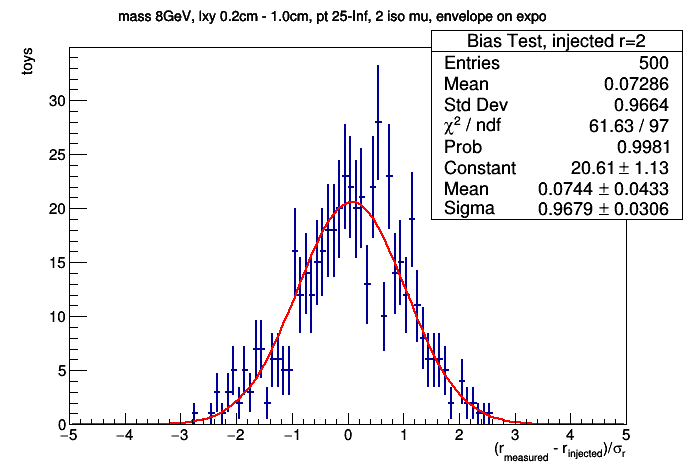 mass 8GeV, lxy 0.2cm - 1.0cm, pt 25-Inf, 2 iso mu, envelope on expo
Bias Test, injected r=2
Entries 500
Mean 0.07286
Std Dev 0.9664
χ² / ndf 61.63 / 97
Prob 0.9981
Constant 20.61 ± 1.13
Mean 0.0744 ± 0.0433
Sigma 0.9679 ± 0.0306
toys
30
25
20
15
10
5
0
−5 −4 −3 −2 −1 0 1 2 3 4 5
(r_measured - r_injected)/σ_r